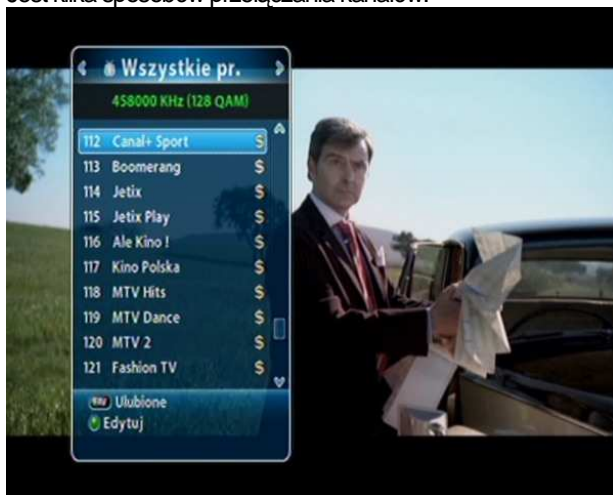 Wszystkie pr.
458000 KHz (128 QAM)
112 Canal+ Sport $
113 Boomerang $
114 Jetix $
115 Jetix Play $
116 Ale Kino ! $
117 Kino Polska $
118 MTV Hits $
119 MTV Dance $
120 MTV 2 $
121 Fashion TV $
Ulubione
Edytuj